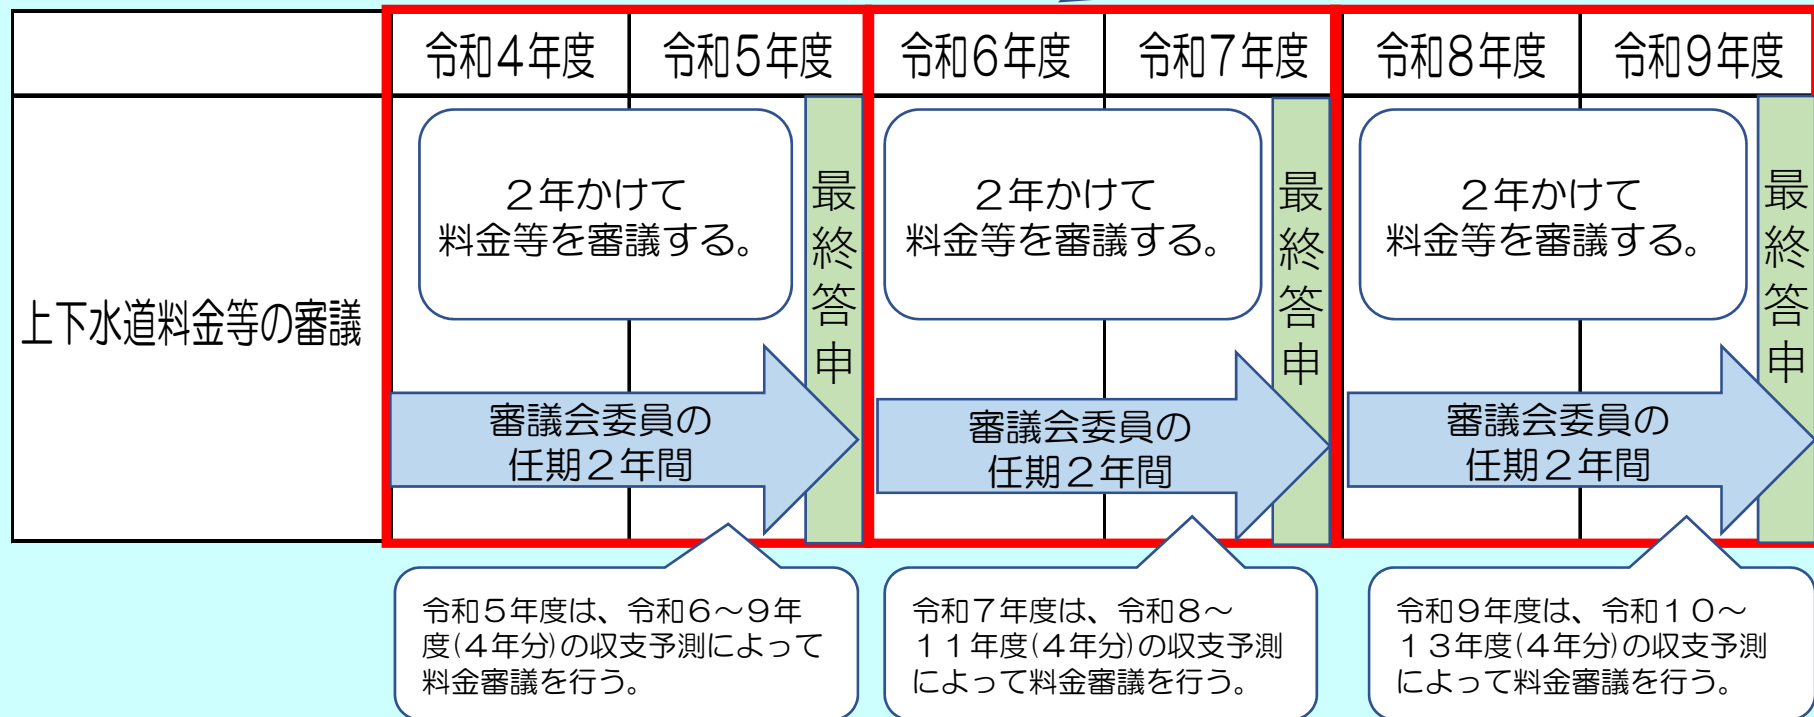 令和4年度
令和5年度
令和6年度
令和7年度
令和8年度
令和9年度
上下水道料金等の審議
２年かけて
料金等を審議する。
最終答申
審議会委員の
任期２年間
２年かけて
料金等を審議する。
最終答申
審議会委員の
任期２年間
２年かけて
料金等を審議する。
最終答申
審議会委員の
任期２年間
令和５年度は、令和６～９年
度(４年分)の収支予測によって
料金審議を行う。
令和７年度は、令和８～
１１年度(４年分)の収支予測
によって料金審議を行う。
令和９年度は、令和１０～
１３年度(４年分)の収支予測
によって料金審議を行う。